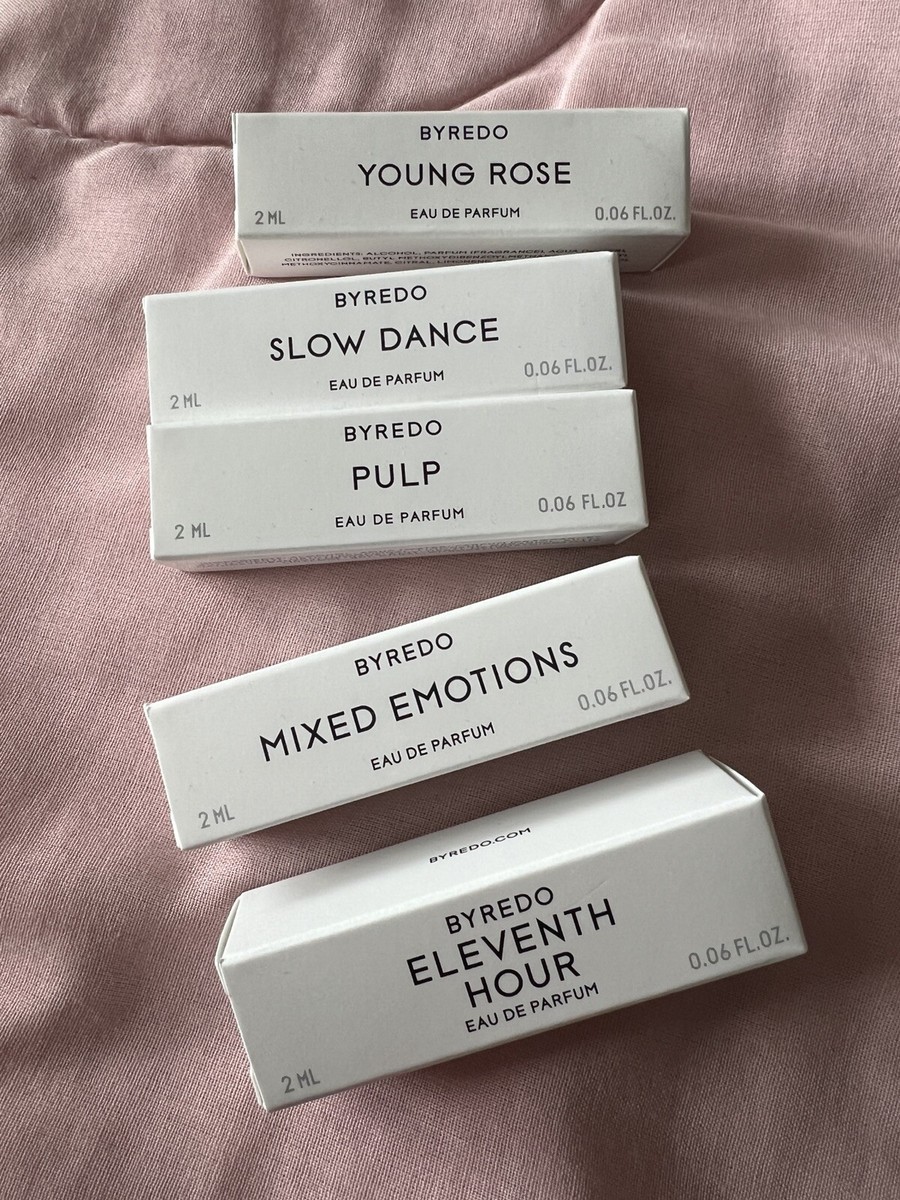 BYREDO
YOUNG ROSE
2 ML EAU DE PARFUM 0.06 FL.OZ.
INGREDIENTS: ALCOHOL, PARFUM (FRAGRANCE), AQUA
CITRONELLOL, BUTYL METHOXYDIBENZOYLMETHANE
METHOXYCINNAMATE, CITRAL,
BYREDO
SLOW DANCE
2 ML EAU DE PARFUM 0.06 FL.OZ.
BYREDO
PULP
2 ML EAU DE PARFUM 0.06 FL.OZ
BYREDO
MIXED EMOTIONS
2 ML EAU DE PARFUM 0.06 FL.OZ.
BYREDO.COM
BYREDO
ELEVENTH
HOUR
2 ML EAU DE PARFUM 0.06 FL.OZ.